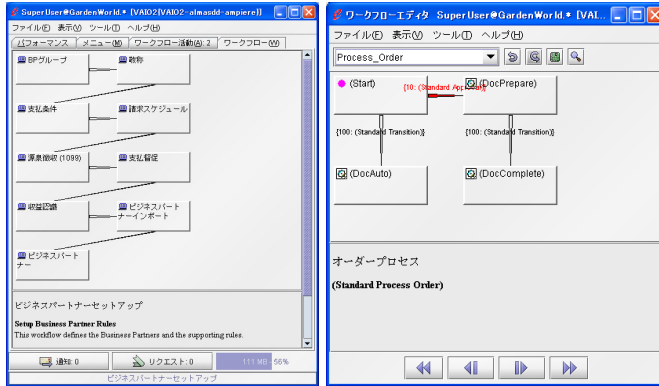 SuperUser@GardenWorld.* [VAIO2{VAIO2-almasdd-ampiere}]
ファイル(F) 表示(V) ツール(T) ヘルプ(H)
パフォーマンス メニュー(M) ワークフロー活動(A): 2 ワークフロー(W)
BPグループ 敬称
支払条件 請求スケジュール
源泉徴収 (1099) 支払督促
収益認識 ビジネスパート
ナーインポート
ビジネスパート
ナー
ビジネスパートナーセットアップ
Setup Business Partner Rules
This workflow defines the Business Partners and the supporting rules.
通知: 0 リクエスト: 0 111 MB - 56%
ビジネスパートナーセットアップ
ワークフローエディタ SuperUser@GardenWorld.* [VAI...
ファイル(F) 表示(V) ツール(T) ヘルプ(H)
Process_Order
(Start) {10: (Standard Approval)} (DocPrepare)
{100: (Standard Transition)} {100: (Standard Transition)}
(DocAuto) (DocComplete)
オーダープロセス
(Standard Process Order)